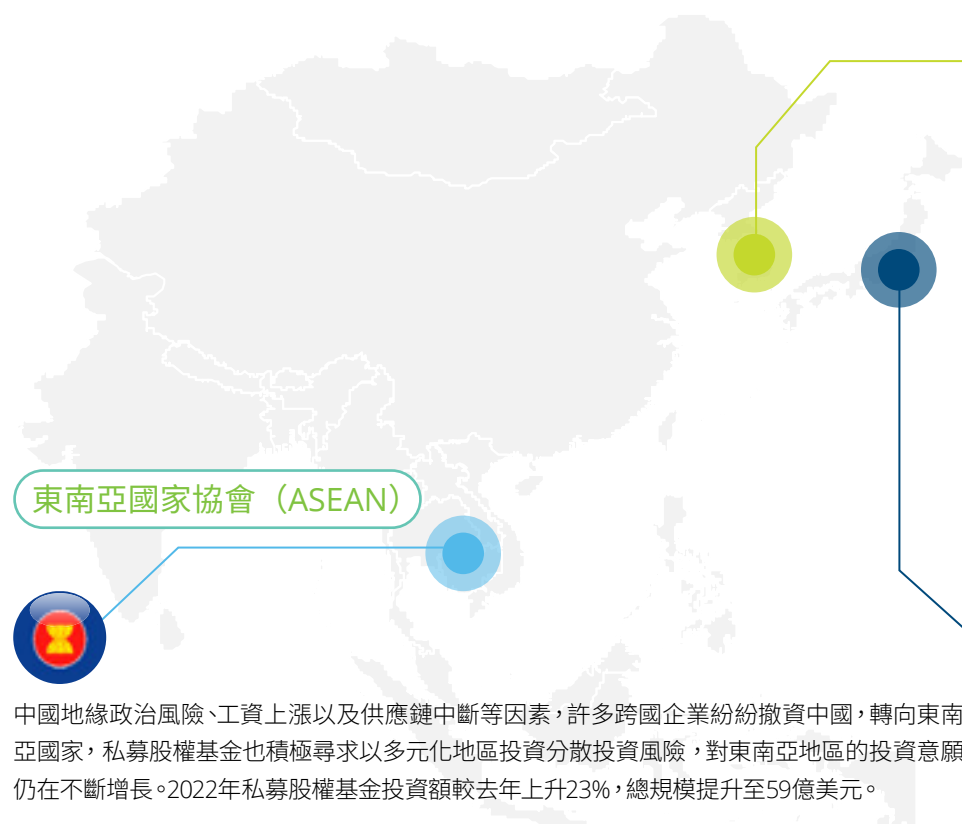 東南亞國家協會（ASEAN）
中國地緣政治風險、工資上漲以及供應鏈中斷等因素，許多跨國企業紛紛撤資中國，轉向東南
亞國家，私募股權基金也積極尋求以多元化地區投資分散投資風險，對東南亞地區的投資意願
仍在不斷增長。2022年私募股權基金投資額較去年上升23%，總規模提升至59億美元。